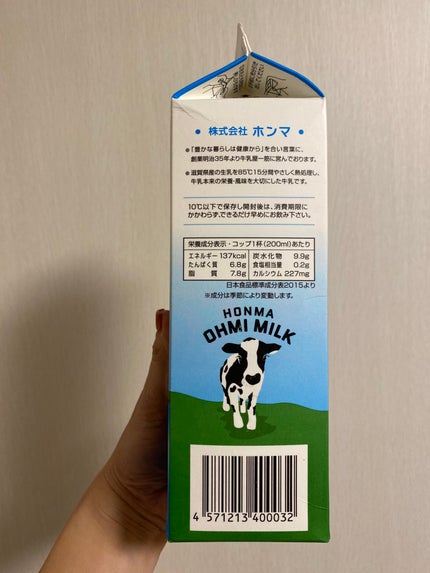 • 株式会社 ホンマ •
●「豊かな暮らしは健康から」を合い言葉に、
創業明治35年より牛乳屋一筋に営んでおります。
●滋賀県産の生乳を85℃15分間やさしく熱処理し、
牛乳本来の栄養・風味を大切にした牛乳です。
10℃以下で保存し開封後は、消費期限に
かかわらず、できるだけ早めにお飲み下さい。
栄養成分表示・コップ1杯(200mℓ)あたり
エネルギー 137kcal 炭水化物 9.9g
たんぱく質 6.8g 食塩相当量 0.2g
脂質 7.8g カルシウム 227mg
日本食品標準成分表2015より
※成分は季節により変動します。
HONMA
OHMI MILK
4 571213 400032